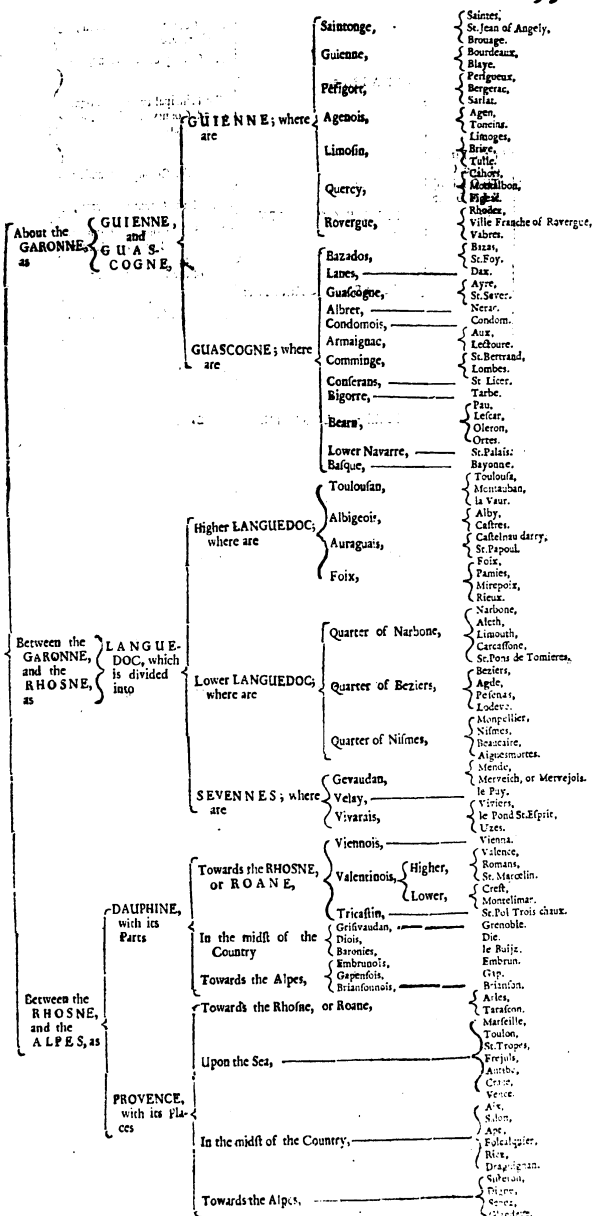 Saintonge,
Saintes,
St.Jean of Angely,
Brouage.
Guienne,
Bourdeaux,
Blaye.
Perigort,
Perigueux,
Bergerac,
Sarlat.
GUIENNE; where are
Agenois,
Agen,
Toneins.
Limosin,
Limoges,
Brive,
Tulle.
Quercy,
Cahors,
Montalbon,
Rovergue,
Rhodez,
Ville Franche of Rovergue,
Vabres.
About the GARONNE, as
GUIENNE, and GUASCOGNE,
Bazados,
Bazas,
St.Foy.
Lanes,
Dax.
Guascogne,
Ayre,
St.Sever.
Albret,
Nerac.
Condomois,
Condom.
GUASCOGNE; where are
Armaignac,
Aux,
Lectoure.
Comminge,
St.Bertrand,
Lombes.
Conserans,
St Licer.
Bigorre,
Tarbe.
Bearn,
Pau,
Lescar,
Oleron,
Ortes.
Lower Navarre,
St.Palais.
Basque,
Bayonne.
Higher LANGUEDOC; where are
Toulousan,
Toulousa,
Montauban,
la Vaur.
Albigeois,
Alby,
Castres.
Auraguais,
Castelnau darry,
St.Papoul.
Foix,
Foix,
Pamies,
Mirepoix,
Rieux.
Between the GARONNE, and the RHOSNE, as
LANGUEDOC, which is divided into
Lower LANGUEDOC; where are
Quarter of Narbone,
Narbone,
Aleth,
Limouth,
Carcassone,
St.Pons de Tomieres.
Quarter of Beziers,
Beziers,
Agde,
Pesenas,
Lodeve.
Quarter of Nismes,
Monpellier,
Nismes,
Beaucaire,
Aiguesmortes.
SEVENNES; where are
Gevaudan,
Mende,
Merveich, or Mervejols.
Velay,
le Puy.
Vivarais,
Viviers,
le Pond St.Esprit,
Uzes.
Between the RHOSNE, and the ALPES, as
DAUPHINE, with its Parts
Towards the RHOSNE, or ROANE,
Viennois,
Vienna.
Valentinois,
Higher,
Valence,
Romans,
St. Marcelin.
Lower,
Crest,
Montelimar.
Tricastin,
St.Pol Trois chaux.
In the midst of the Country
Grisivaudan,
Grenoble.
Diois,
Die.
Baronies,
le Buijz.
Towards the Alpes,
Embrunois,
Embrun.
Gapensois,
Gap.
Briansonnois,
Brianson.
PROVENCE, with its Places
Towards the Rhosne, or Roane,
Arles,
Tarascon.
Upon the Sea,
Marseille,
Toulon,
St.Tropes,
Frejuls,
Antibe,
Vence.
In the midst of the Country,
Aix,
Salon,
Apt,
Folcalquier,
Riez,
Draguignan.
Towards the Alpes,
Sisteron,
Digne,
Senez,